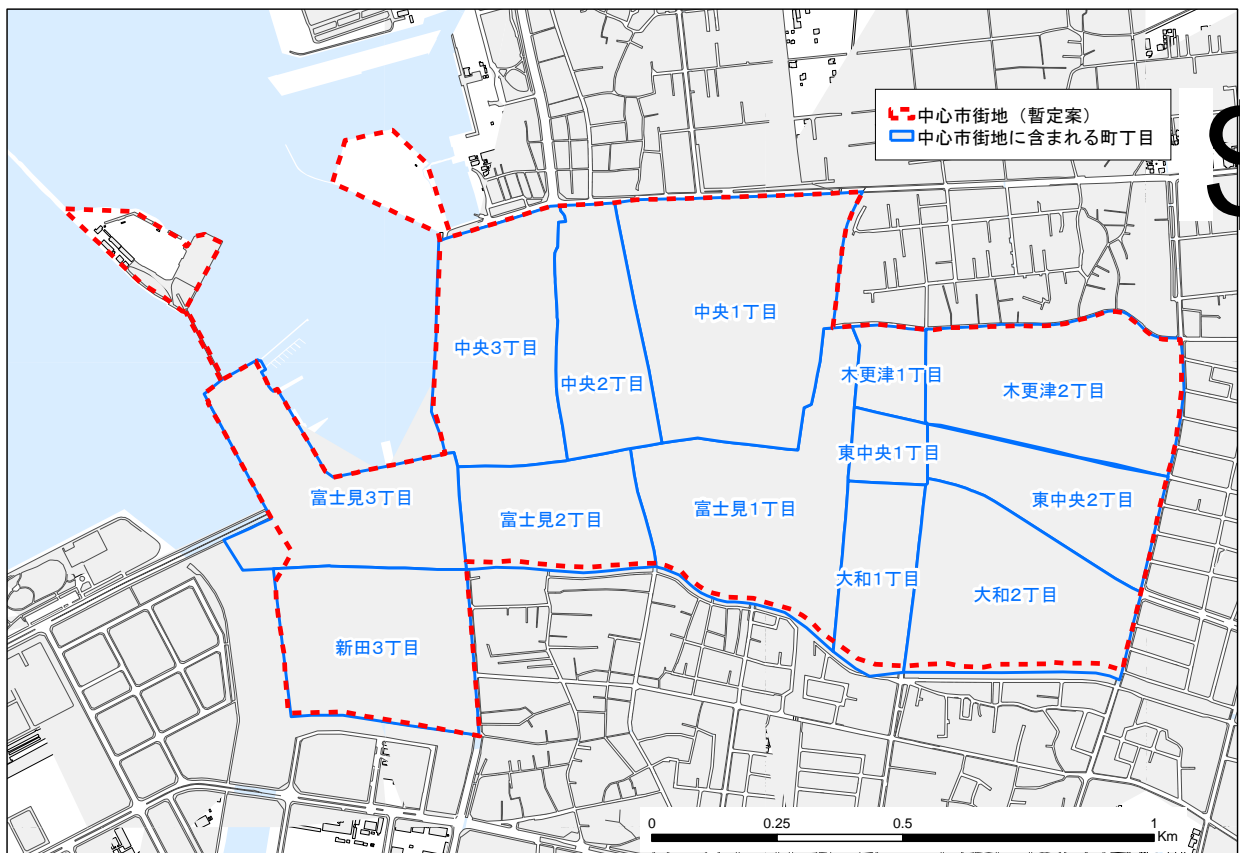 中心市街地（暫定案）
中心市街地に含まれる町丁目
中央1丁目
中央3丁目
中央2丁目
木更津1丁目
木更津2丁目
東中央1丁目
東中央2丁目
富士見3丁目
富士見2丁目
富士見1丁目
大和1丁目
大和2丁目
新田3丁目
0 0.25 0.5 1
Km